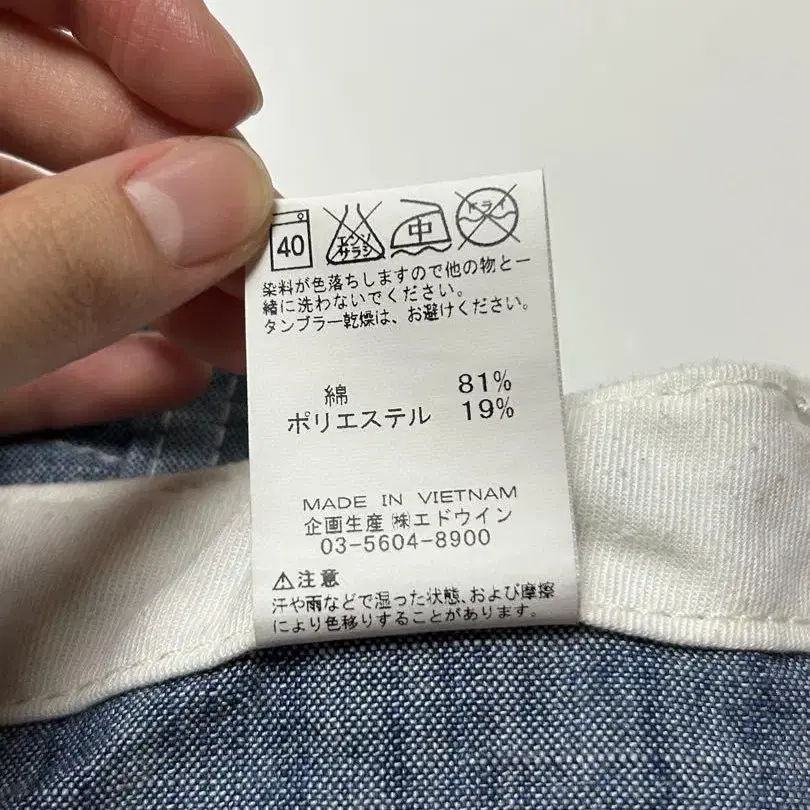 40 エンソ サラシ 中 ドライ
染料が色落ちしますので他の物と一
緒に洗わないでください。
タンブラー乾燥は、お避けください。
綿 81%
ポリエステル 19%
MADE IN VIETNAM
企画生産 ㈱エドウイン
03-5604-8900
⚠注意
汗や雨などで湿った状態、および摩擦
により色移りすることがあります。